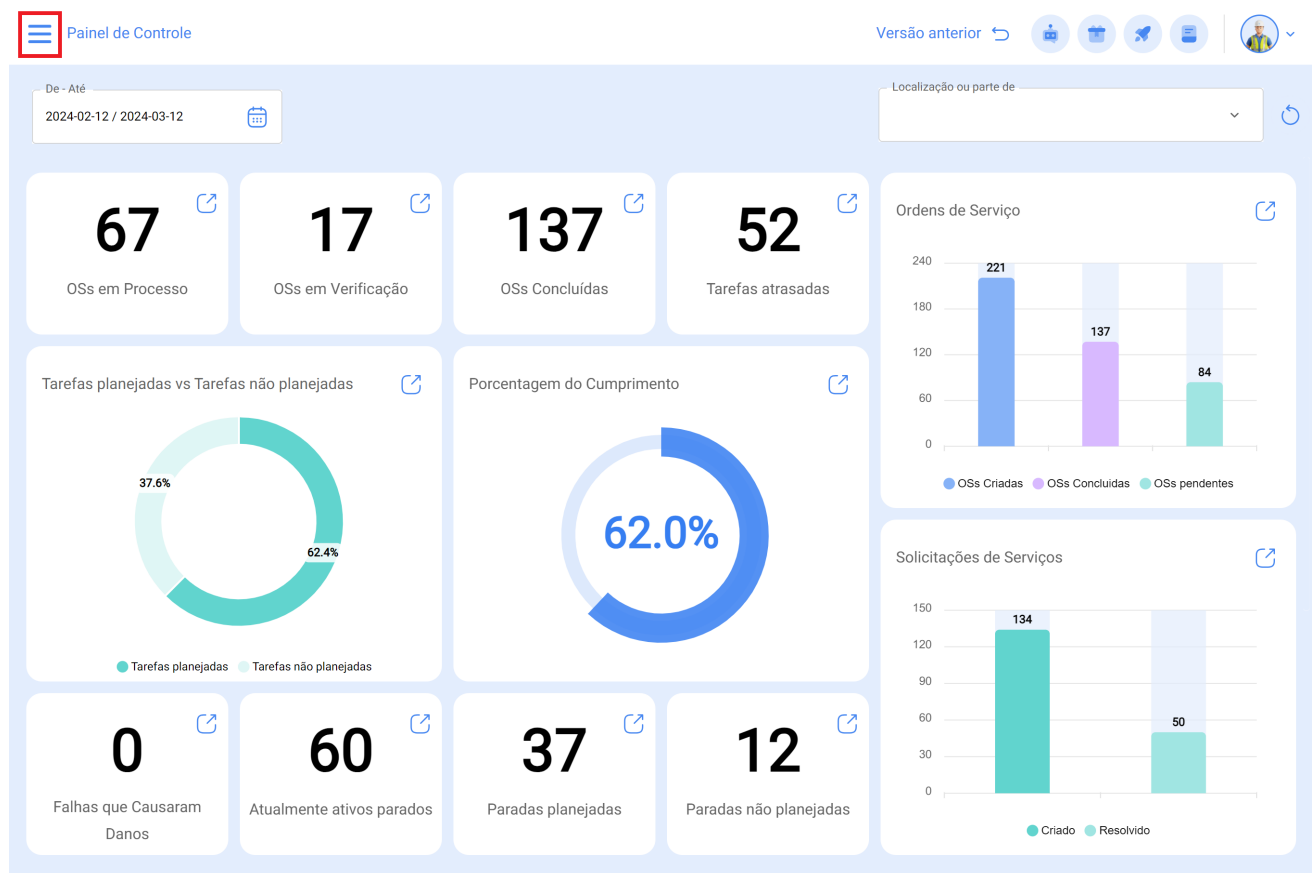 Painel de Controle
Versão anterior
De - Até
2024-02-12 / 2024-03-12
Localização ou parte de
67
OSs em Processo
17
OSs em Verificação
137
OSs Concluídas
52
Tarefas atrasadas
Ordens de Serviço
240
180
120
60
0
221
137
84
OSs Criadas
OSs Concluidas
OSs pendentes
Tarefas planejadas vs Tarefas não planejadas
37.6%
62.4%
Tarefas planejadas
Tarefas não planejadas
Porcentagem do Cumprimento
62.0%
Solicitações de Serviços
150
120
90
60
30
0
134
50
Criado
Resolvido
0
Falhas que Causaram
Danos
60
Atualmente ativos parados
37
Paradas planejadas
12
Paradas não planejadas